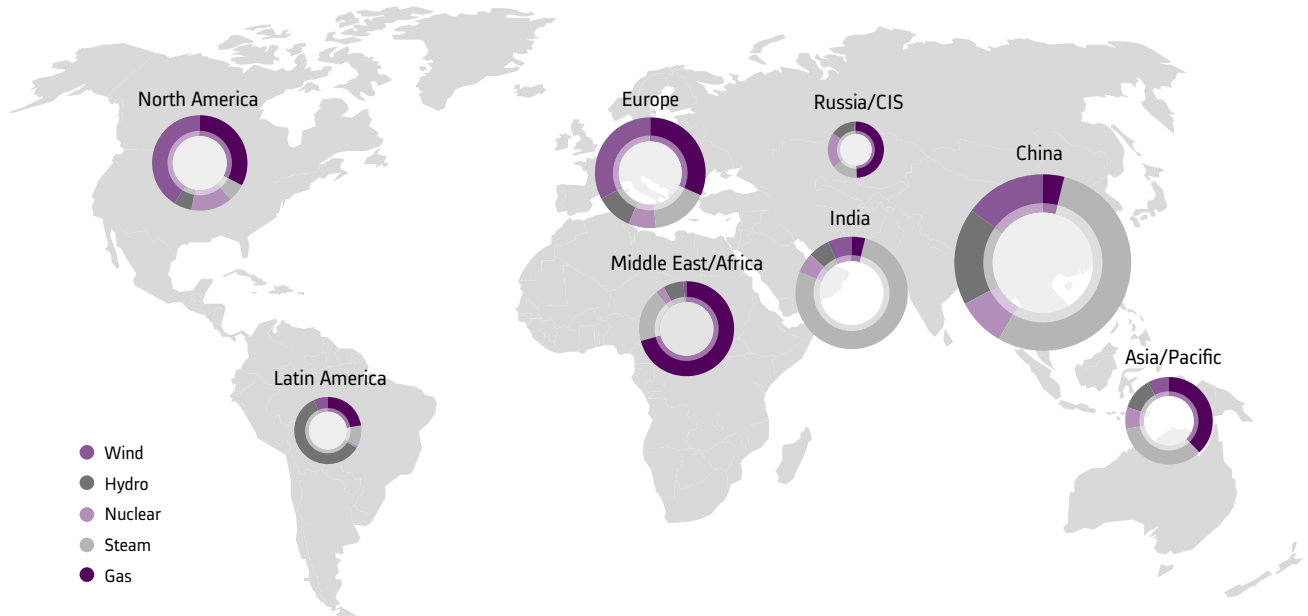 North America
Europe
Russia/CIS
China
India
Middle East/Africa
Asia/Pacific
Latin America
Wind
Hydro
Nuclear
Steam
Gas